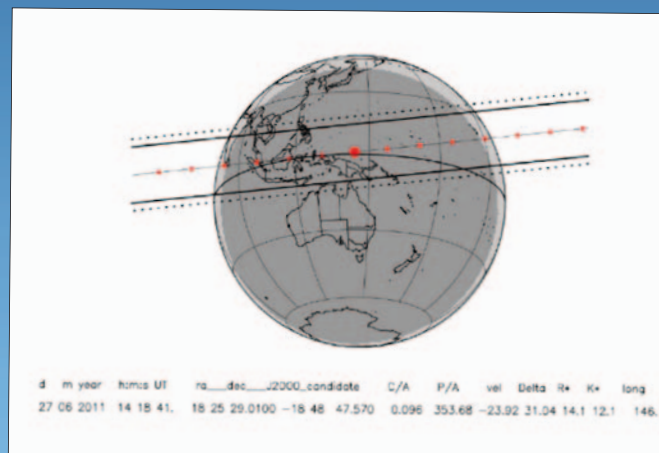 d m year h:m:s UT ra___dec___J2000_candidate C/A P/A vel Delta R* K* long
27 06 2011 14 18 41. 18 25 29.0100 -18 48 47.570 0.096 353.68 -23.92 31.04 14.1 12.1 146.